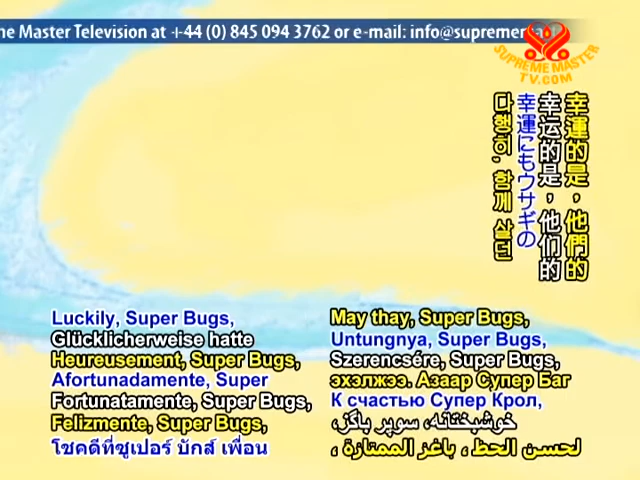 ne Master Television at +44 (0) 845 094 3762 or e-mail: info@supreme
SUPREME MASTER
TV.COM
幸運的是，他們的
幸运的是，他们的
幸運にもウサギの
다행히, 함께 살던
Luckily, Super Bugs,
Glücklicherweise hatte
Heureusement, Super Bugs,
Afortunadamente, Super
Fortunatamente, Super Bugs,
Felizmente, Super Bugs,
โชคดีที่ซูเปอร์ บักส์ เพื่อน
May thay, Super Bugs,
Untungnya, Super Bugs,
Szerencsére, Super Bugs,
эхэлжээ. Азаар Супер Баг
К счастью Супер Крол,
خوشبختانه، سوپر باگز،
لحسن الحظ، باغز الممتازة ،